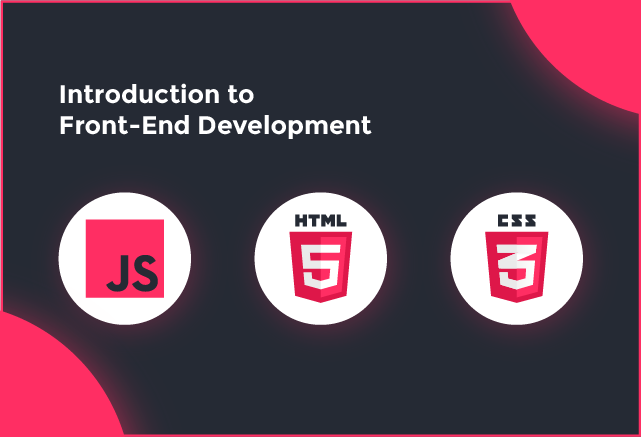 Introduction to
Front-End Development
JS
HTML
5
CSS
3